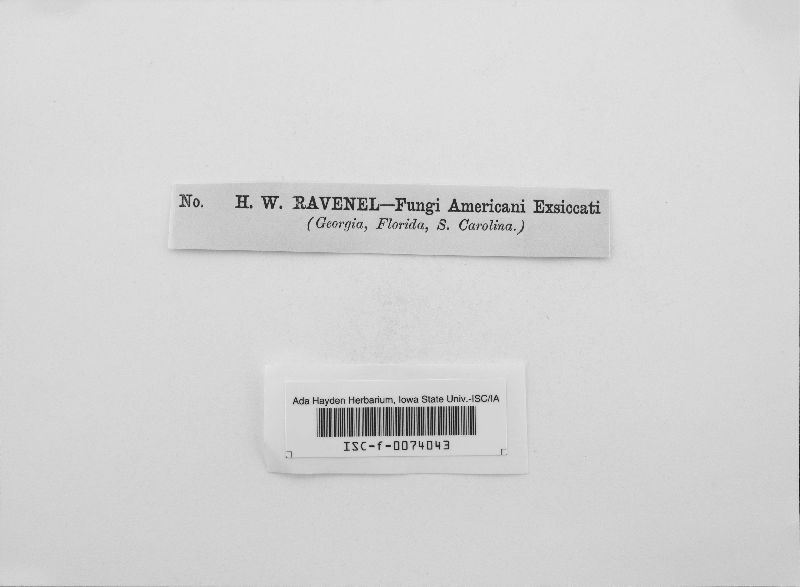 No. H. W. RAVENEL—Fungi Americani Exsiccati
(Georgia, Florida, S. Carolina.)
Ada Hayden Herbarium, Iowa State Univ.-ISC/IA
ISC-f-0074043